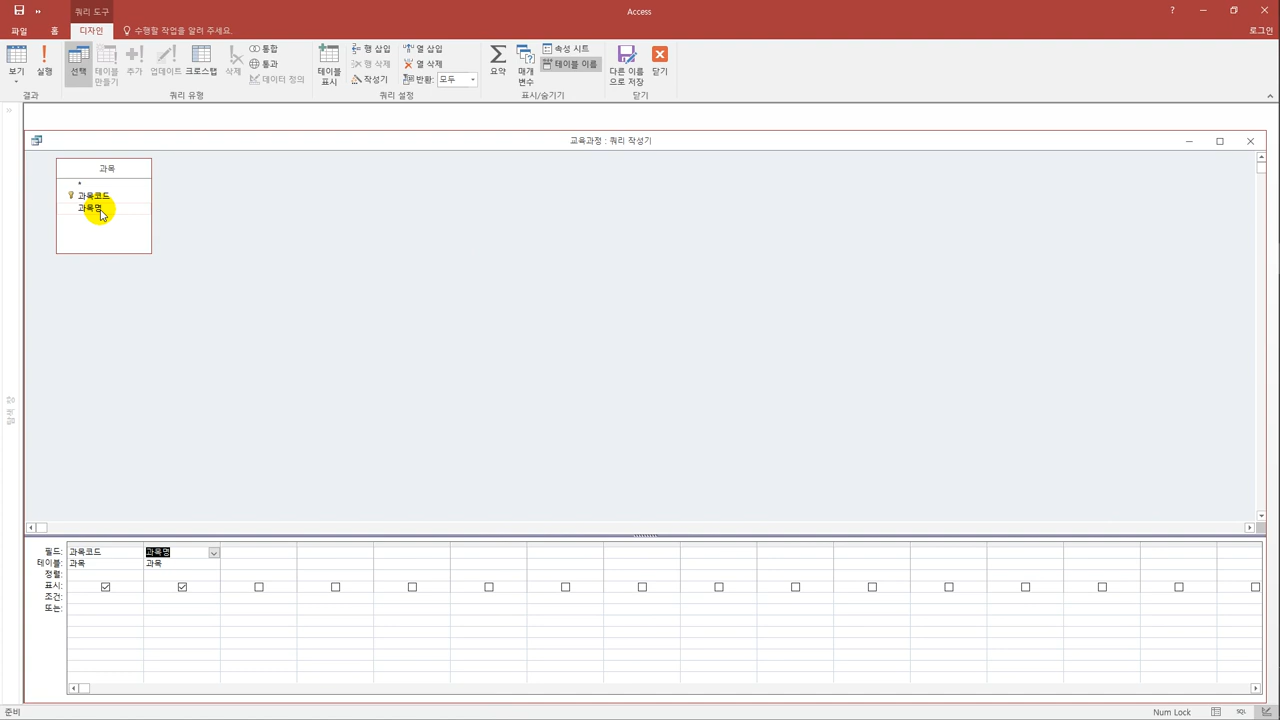 쿼리 도구
Access
?
파일
홈
디자인
수행할 작업을 알려 주세요.
로그인
보기
실행
선택
테이블
만들기
추가
업데이트
크로스탭
삭제
통합
통과
데이터 정의
테이블
표시
행 삽입
행 삭제
작성기
열 삽입
열 삭제
반환: 모두
요약
매개
변수
속성 시트
테이블 이름
다른 이름
으로 저장
닫기
결과
쿼리 유형
쿼리 설정
표시/숨기기
닫기
교육과정 : 쿼리 작성기
과목
*
과목코드
과목명
탐색 창
필드: 과목코드 과목명
테이블: 과목 과목
정렬:
표시:
조건:
또는:
준비
Num Lock
SQL